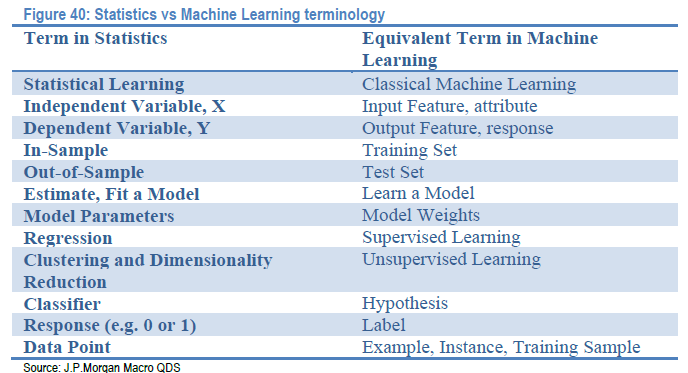 Figure 40: Statistics vs Machine Learning terminology
Term in Statistics Equivalent Term in Machine
Learning
Statistical Learning Classical Machine Learning
Independent Variable, X Input Feature, attribute
Dependent Variable, Y Output Feature, response
In-Sample Training Set
Out-of-Sample Test Set
Estimate, Fit a Model Learn a Model
Model Parameters Model Weights
Regression Supervised Learning
Clustering and Dimensionality Unsupervised Learning
Reduction
Classifier Hypothesis
Response (e.g. 0 or 1) Label
Data Point Example, Instance, Training Sample
Source: J.P.Morgan Macro QDS